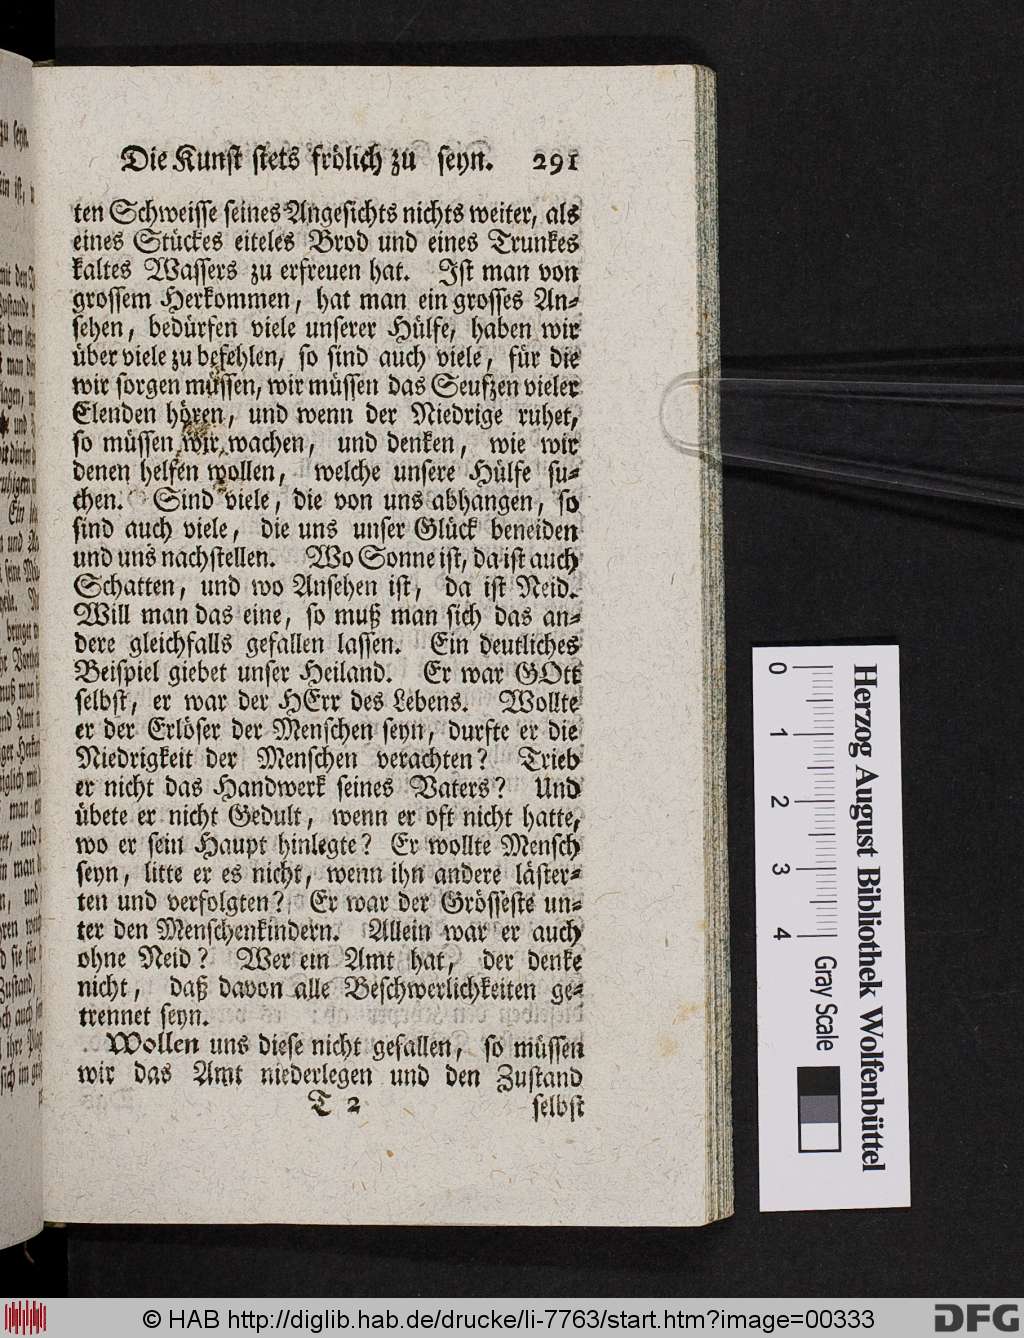 Die Kunst stets frölich zu seyn. 291
ten Schweisse seines Angesichts nichts weiter, als
eines Stückes eiteles Brod und eines Trunkes
kaltes Wassers zu erfreuen hat. Ist man von
grossem Herkommen, hat man ein grosses An-
sehen, bedürfen viele unserer Hülfe, haben wir
über viele zu befehlen, so sind auch viele, für die
wir sorgen müssen, wir müssen das Seufzen vieler
Elenden hören, und wenn der Niedrige ruhet,
so müssen wir wachen, und denken, wie wir
denen helfen wollen, welche unsere Hülfe su-
chen. Sind viele, die von uns abhangen, so
sind auch viele, die uns unser Glück beneiden
und uns nachstellen. Wo Sonne ist, da ist auch
Schatten, und wo Ansehen ist, da ist Neid.
Will man das eine, so muß man sich das an-
dere gleichfalls gefallen lassen. Ein deutliches
Beispiel giebet unser Heiland. Er war GOtt
selbst, er war der HErr des Lebens. Wollte
er der Erlöser der Menschen seyn, durfte er die
Niedrigkeit der Menschen verachten? Trieb
er nicht das Handwerk seines Vaters? Und
übete er nicht Gedult, wenn er oft nicht hatte,
wo er sein Haupt hinlegte? Er wollte Mensch
seyn, litte er es nicht, wenn ihn andere läster-
ten und verfolgten? Er war der Grösseste un-
ter den Menschenkindern. Allein war er auch
ohne Neid? Wer ein Amt hat, der denke
nicht, daß davon alle Beschwerlichkeiten ge-
trennet seyn.
Wollen uns diese nicht gefallen, so müssen
wir das Amt niederlegen und den Zustand
T 2 selbst
Herzog August Bibliothek Wolfenbüttel
0 1 2 3 4 Gray Scale
© HAB http://diglib.hab.de/drucke/li-7763/start.htm?image=00333
DFG